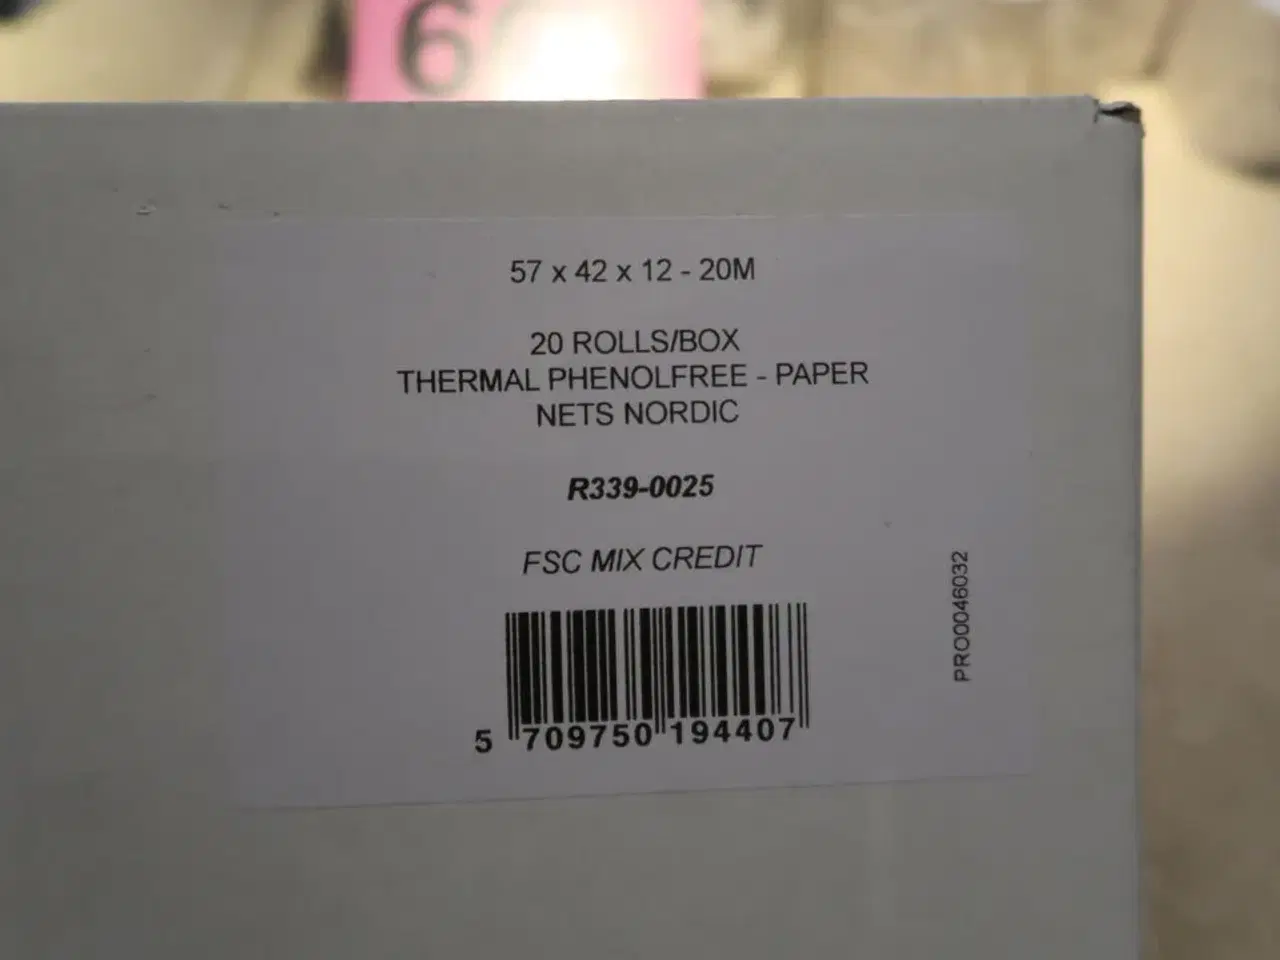 6
57 x 42 x 12 - 20M
20 ROLLS/BOX
THERMAL PHENOLFREE - PAPER
NETS NORDIC
R339-0025
FSC MIX CREDIT
PRO0046032
5 709750 194407